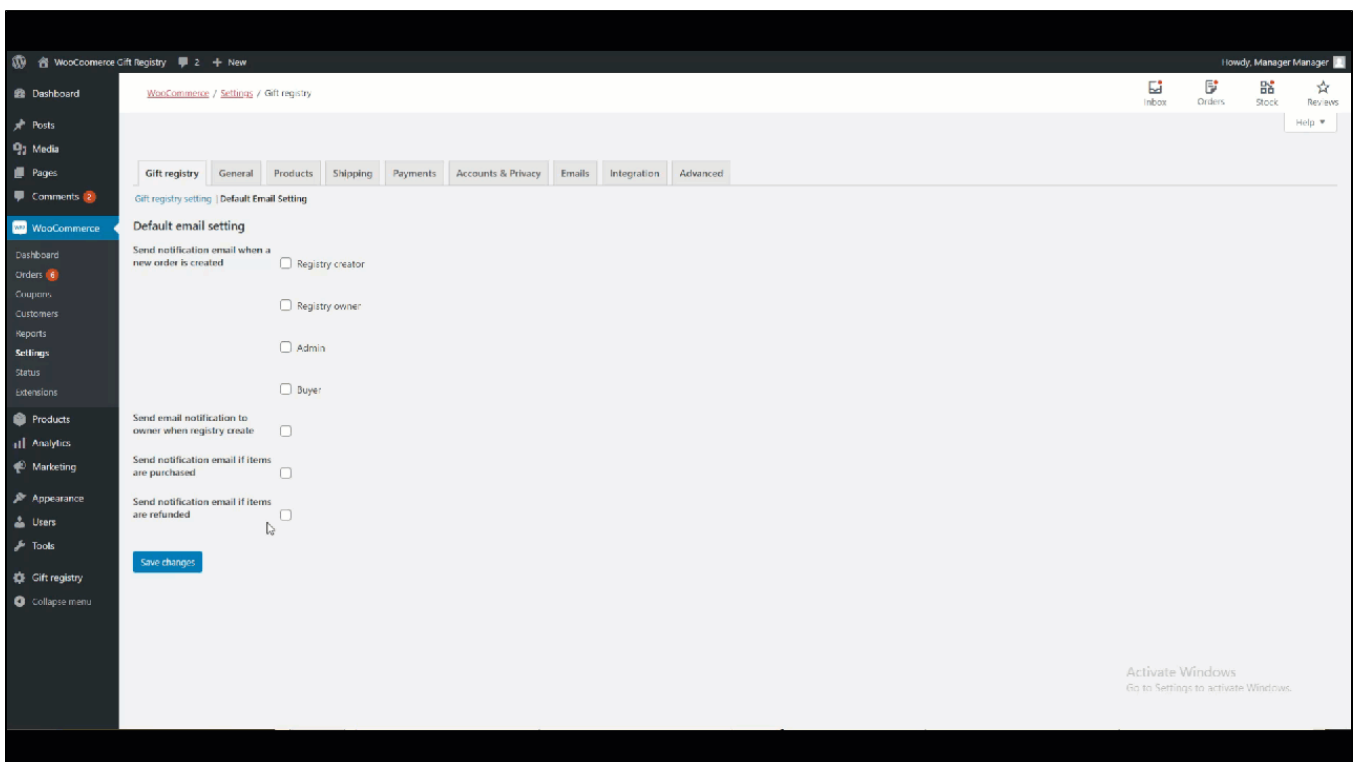 WooCoomerce Gift Registry 2 + New
Howdy, Manager Manager
Dashboard
Posts
Media
Pages
Comments 2
WooCommerce
Dashboard
Orders 6
Coupons
Customers
Reports
Settings
Status
Extensions
Products
Analytics
Marketing
Appearance
Users
Tools
Gift registry
Collapse menu
WooCommerce / Settings / Gift registry
Inbox Orders Stock Reviews
Help ▼
Gift registry General Products Shipping Payments Accounts & Privacy Emails Integration Advanced
Gift registry setting | Default Email Setting
Default email setting
Send notification email when a
new order is created
Registry creator
Registry owner
Admin
Buyer
Send email notification to
owner when registry create
Send notification email if items
are purchased
Send notification email if items
are refunded
Save changes
Activate Windows
Go to Settings to activate Windows.